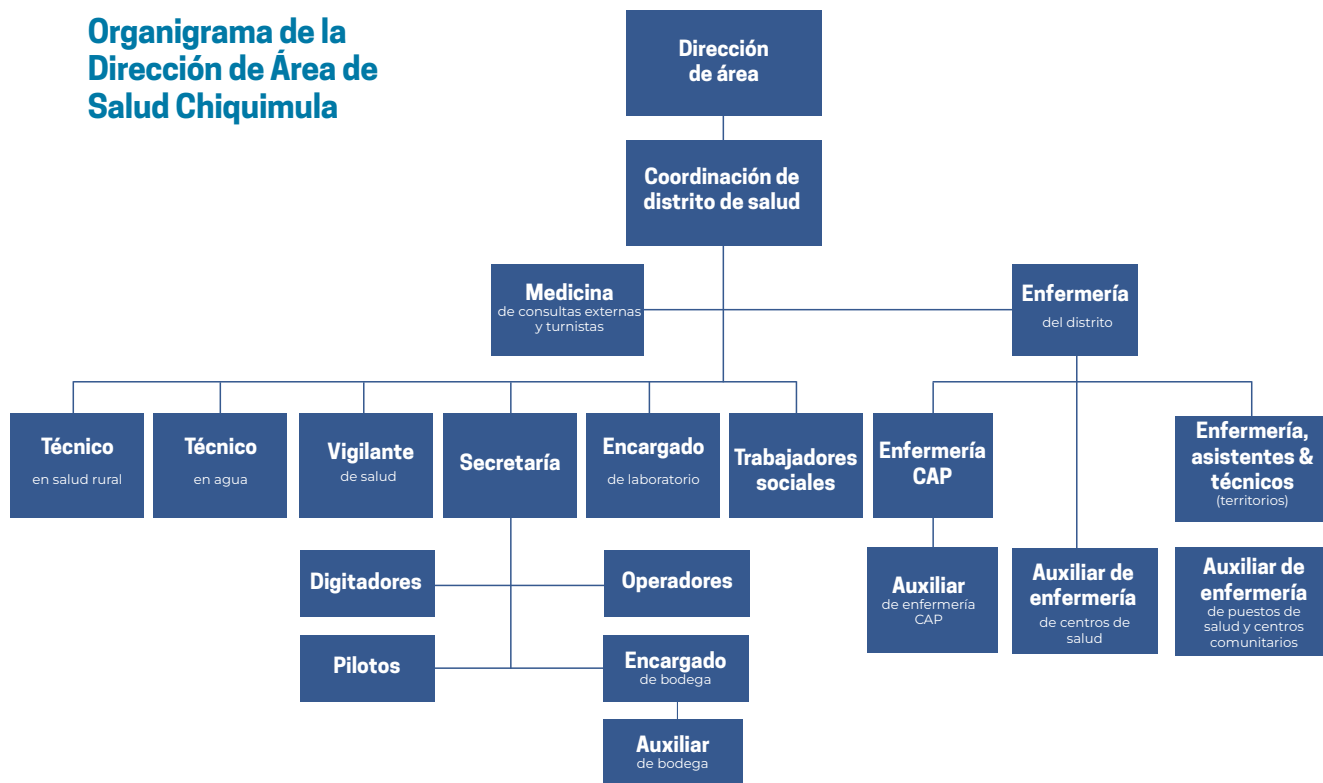 Organigrama de la
Dirección de Área de
Salud Chiquimula
Dirección
de área
Coordinación de
distrito de salud
Medicina
de consultas externas
y turnistas
Enfermería
del distrito
Técnico
en salud rural
Técnico
en agua
Vigilante
de salud
Secretaría
Encargado
de laboratorio
Trabajadores
sociales
Enfermería
CAP
Enfermería,
asistentes &
técnicos
(territorios)
Digitadores
Operadores
Auxiliar
de enfermería
CAP
Auxiliar de
enfermería
de centros de
salud
Auxiliar de
enfermería
de puestos de
salud y centros
comunitarios
Pilotos
Encargado
de bodega
Auxiliar
de bodega